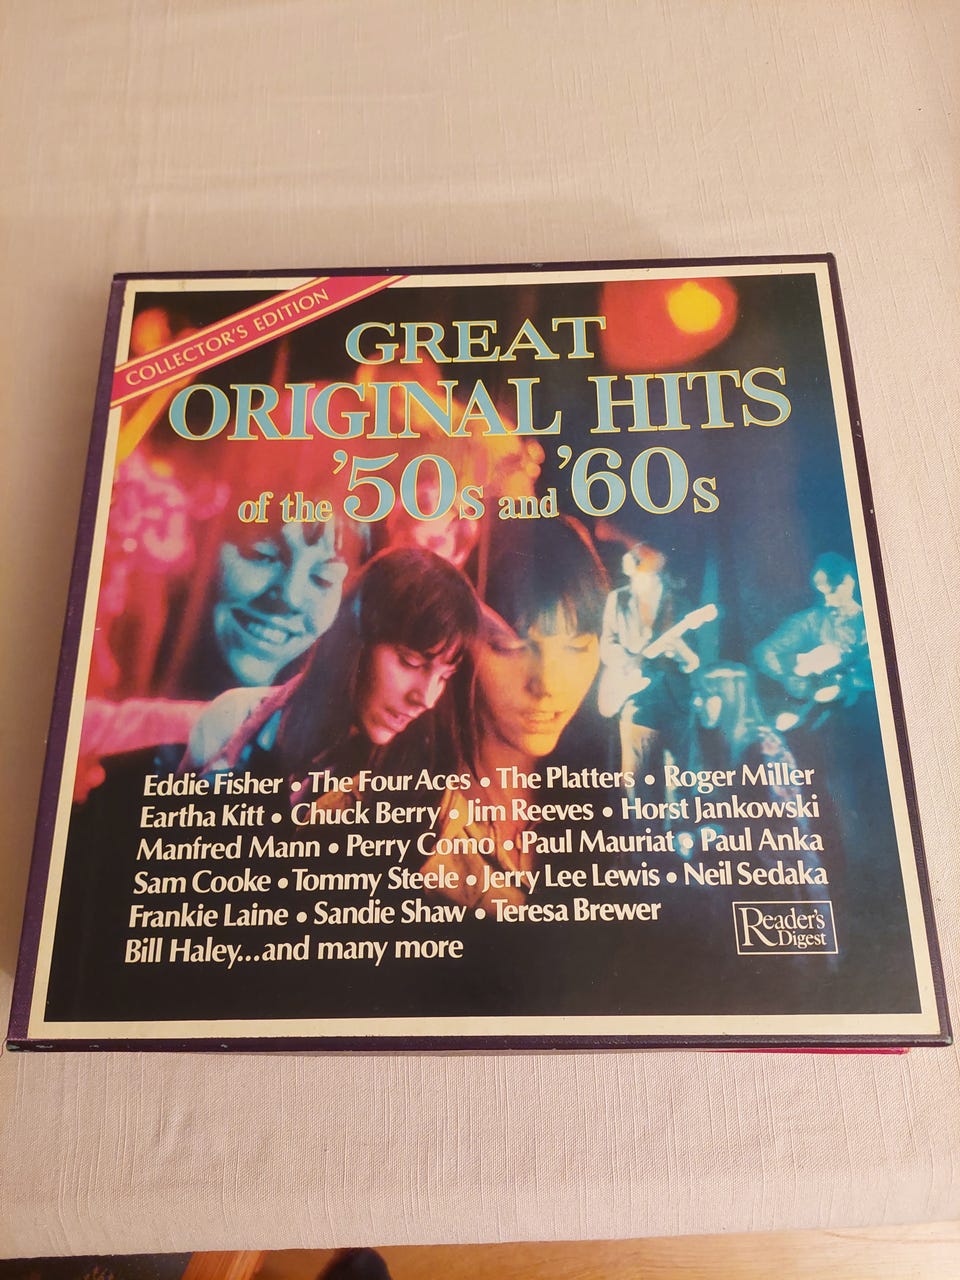 COLLECTOR'S EDITION
GREAT
ORIGINAL HITS
of the '50s and '60s
Eddie Fisher • The Four Aces • The Platters • Roger Miller
Eartha Kitt • Chuck Berry • Jim Reeves • Horst Jankowski
Manfred Mann • Perry Como • Paul Mauriat • Paul Anka
Sam Cooke • Tommy Steele • Jerry Lee Lewis • Neil Sedaka
Frankie Laine • Sandie Shaw • Teresa Brewer
Bill Haley...and many more
Reader's
Digest